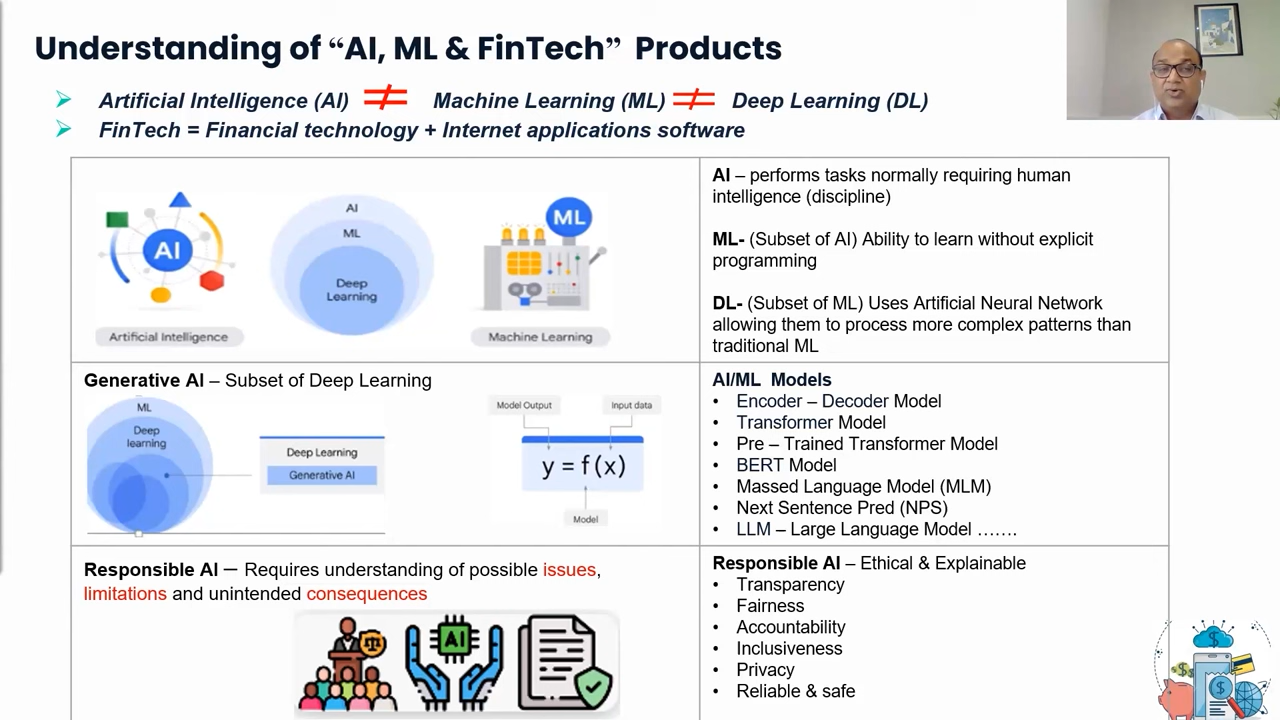 Understanding of “AI, ML & FinTech” Products
Artificial Intelligence (AI) ≠ Machine Learning (ML) ≠ Deep Learning (DL)
FinTech = Financial technology + Internet applications software
AI
ML
Deep
Learning
AI
ML
Artificial Intelligence
Machine Learning
AI – performs tasks normally requiring human
intelligence (discipline)
ML- (Subset of AI) Ability to learn without explicit
programming
DL- (Subset of ML) Uses Artificial Neural Network
allowing them to process more complex patterns than
traditional ML
Generative AI – Subset of Deep Learning
ML
Deep
learning
Deep Learning
Generative AI
Model Output
Input data
y = f(x)
Model
AI/ML Models
• Encoder – Decoder Model
• Transformer Model
• Pre – Trained Transformer Model
• BERT Model
• Massed Language Model (MLM)
• Next Sentence Pred (NPS)
• LLM – Large Language Model …….
Responsible AI – Requires understanding of possible issues,
limitations and unintended consequences
AI
Responsible AI – Ethical & Explainable
• Transparency
• Fairness
• Accountability
• Inclusiveness
• Privacy
• Reliable & safe